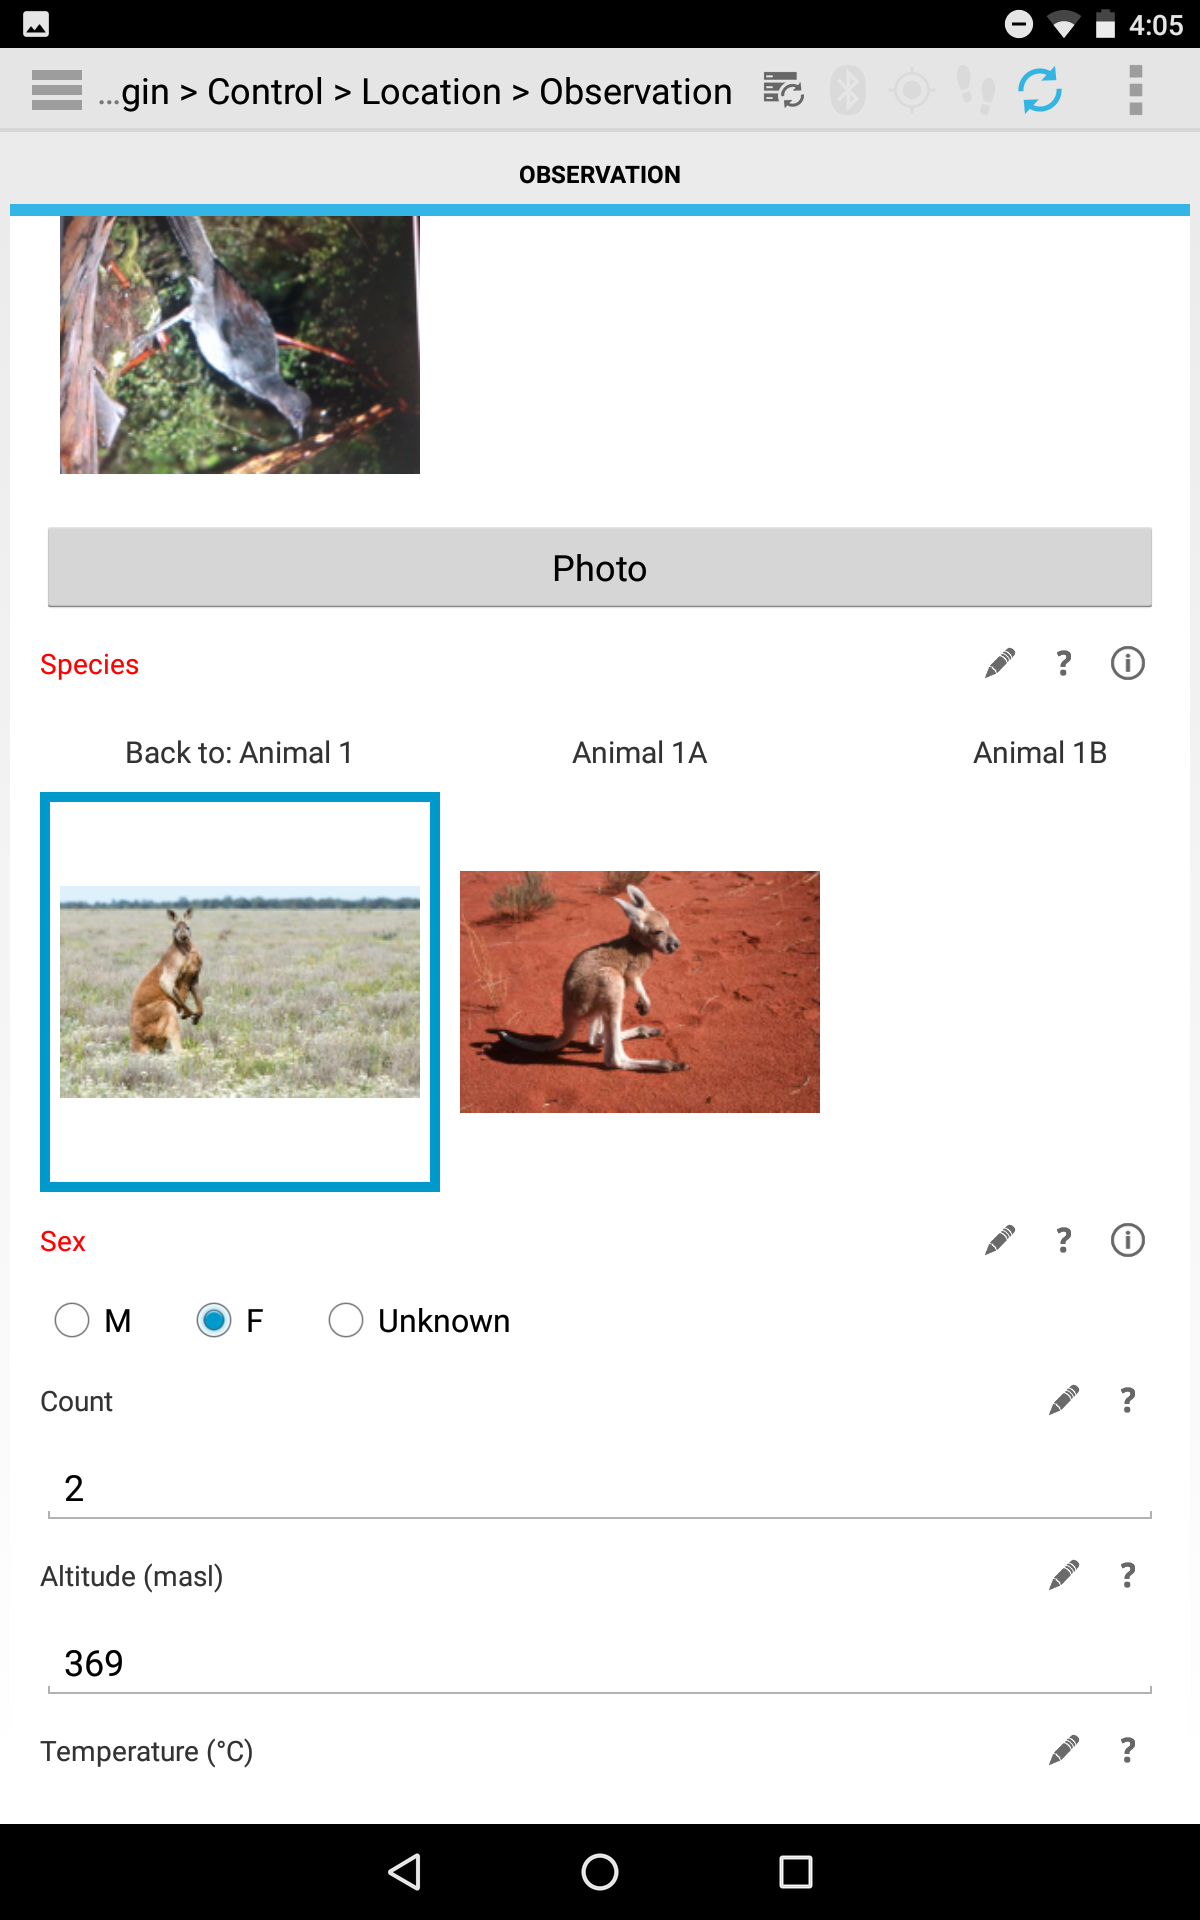 4:05
...gin > Control > Location > Observation
OBSERVATION
Photo
Species
Back to: Animal 1
Animal 1A
Animal 1B
Sex
M
F
Unknown
Count
2
Altitude (masl)
369
Temperature (°C)